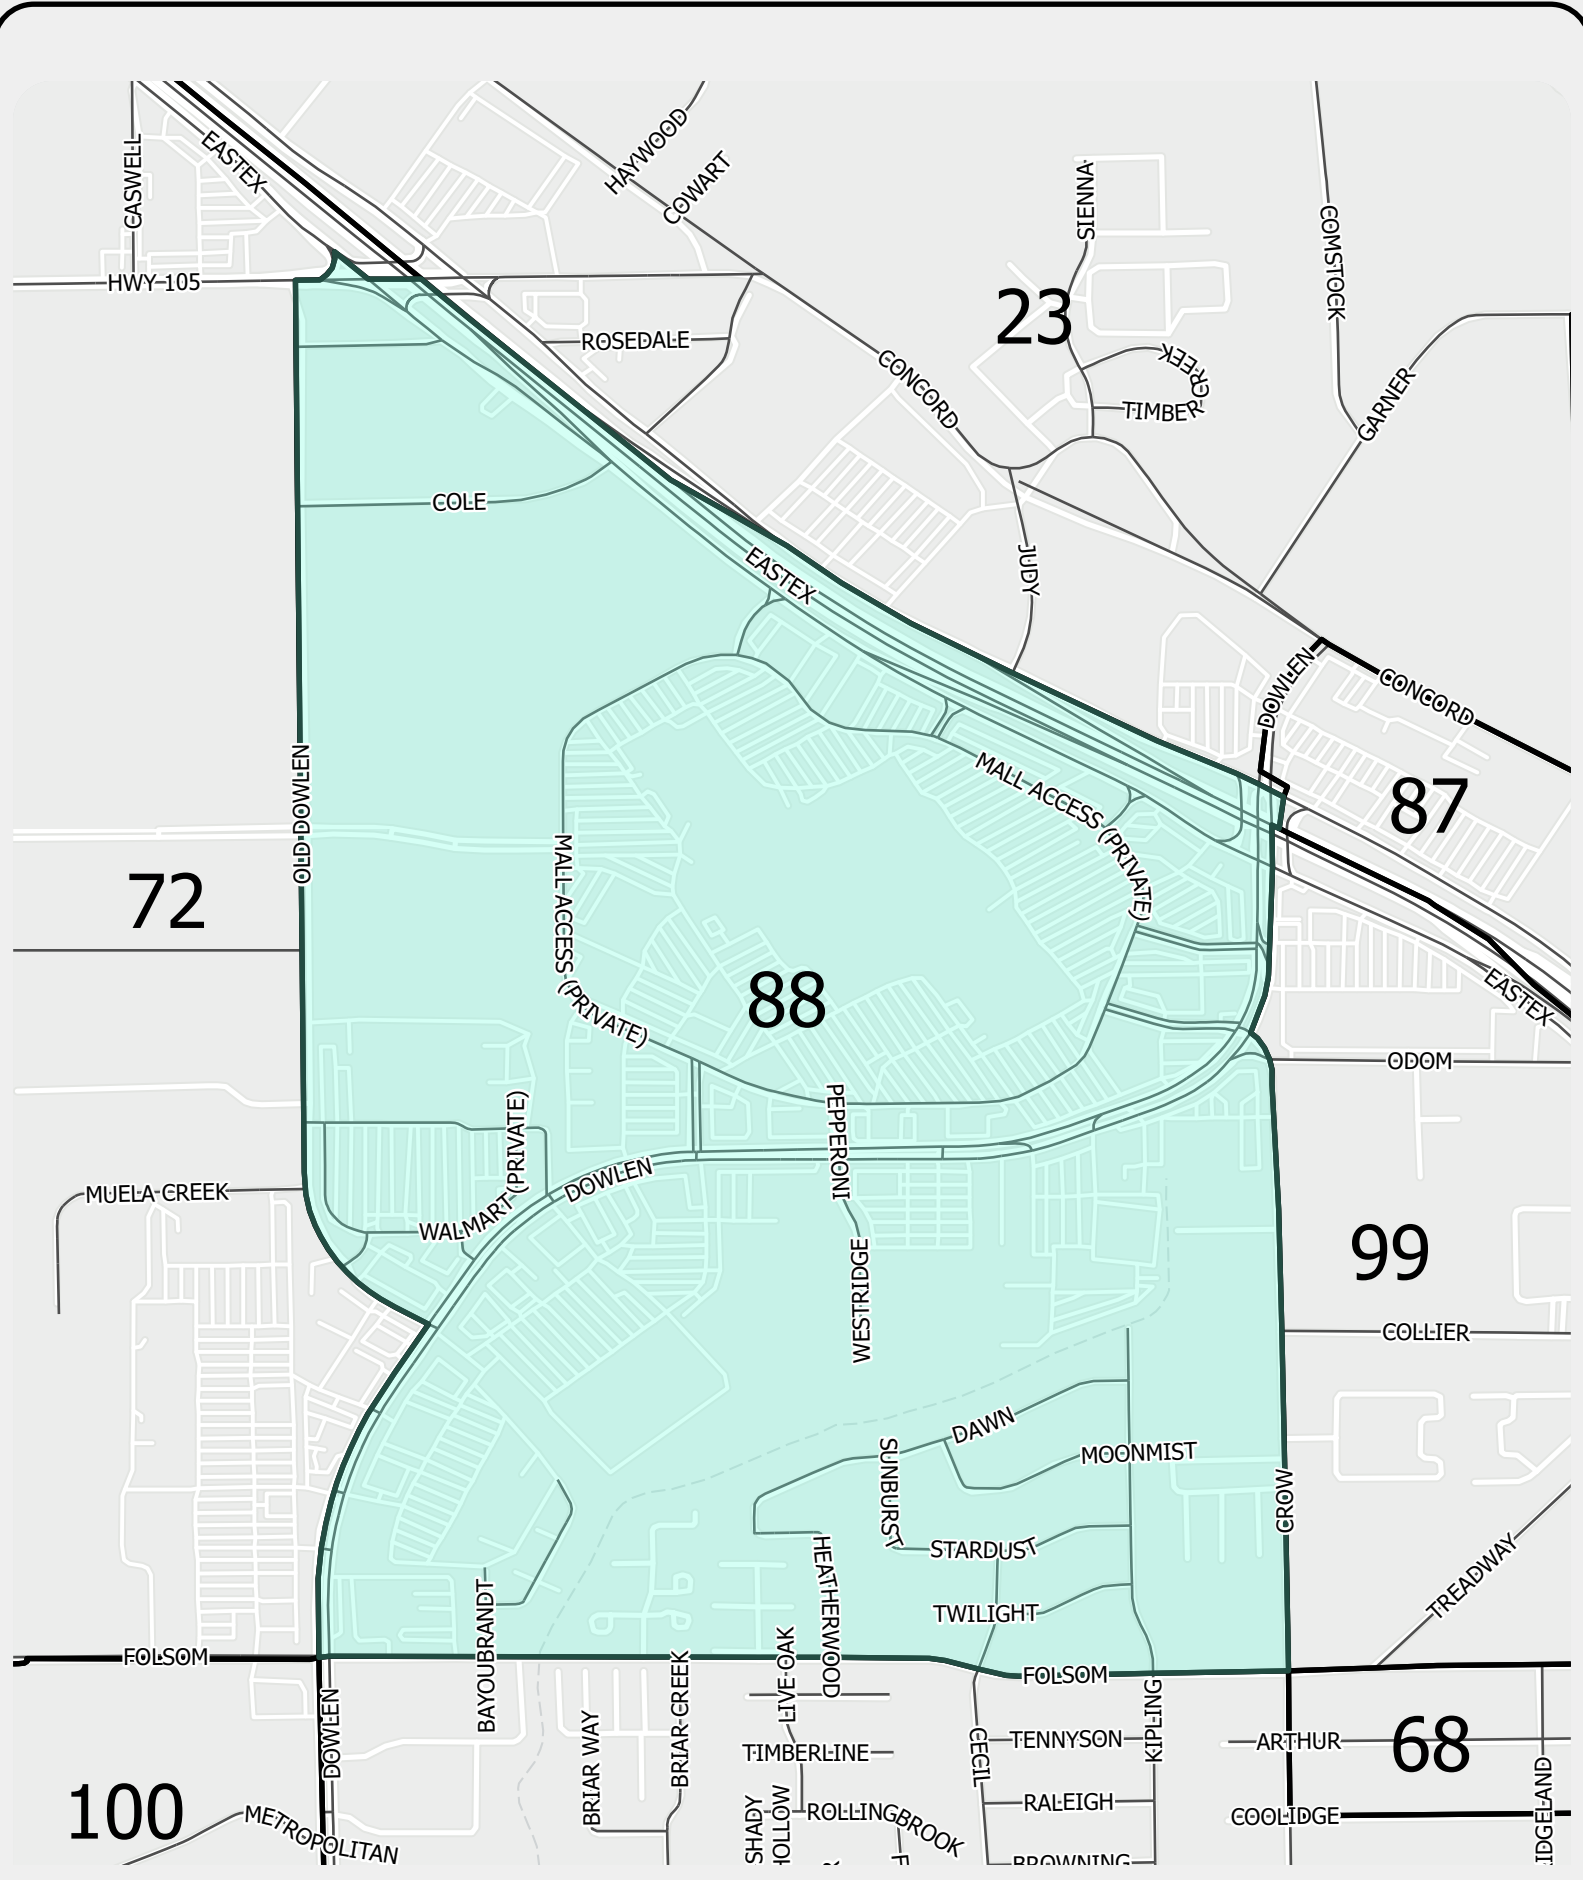 HAYWOOD
COWART
CASWELL
EASTEX
SIENNA
COMSTOCK
HWY 105
23
ROSEDALE
CONCORD
CREEK
TIMBER
GARNER
COLE
EASTEX
JUDY
DOWLEN
CONCORD
OLD DOWLEN
MALL ACCESS (PRIVATE)
87
72
MALL ACCESS (PRIVATE)
88
EASTEX
ODOM
PEPPERONI
WALMART (PRIVATE)
DOWLEN
MUELA CREEK
99
WESTRIDGE
COLLIER
DAWN
SUNBURST
MOONMIST
CROW
STARDUST
HEATHERWOOD
TREADWAY
TWILIGHT
BAYOUBRANDT
LIVE OAK
FOLSOM
BRIAR CREEK
FOLSOM
DOWLEN
BRIAR WAY
KIPLING
CECIL
TENNYSON
ARTHUR
68
TIMBERLINE
100
METROPOLITAN
SHADY
HOLLOW
ROLLINGBROOK
RALEIGH
COOLIDGE
IDGELAND
BROWNING